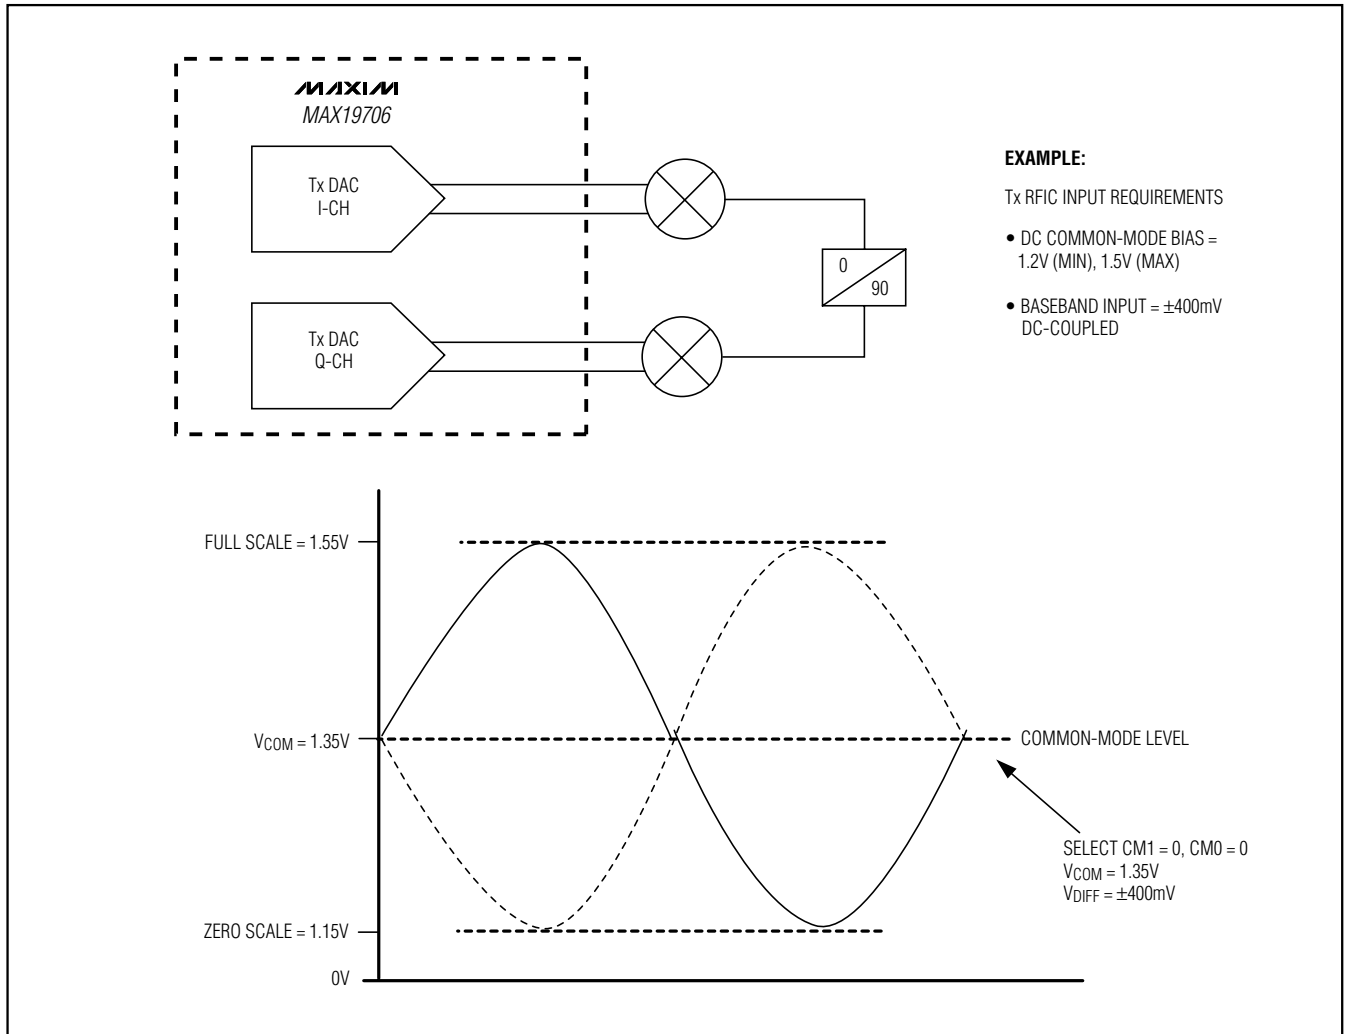 MAXIM
MAX19706
Tx DAC
I-CH
Tx DAC
Q-CH
0
90
EXAMPLE:
Tx RFIC INPUT REQUIREMENTS
• DC COMMON-MODE BIAS =
1.2V (MIN), 1.5V (MAX)
• BASEBAND INPUT = ±400mV
DC-COUPLED
FULL SCALE = 1.55V
VCOM = 1.35V
COMMON-MODE LEVEL
SELECT CM1 = 0, CM0 = 0
VCOM = 1.35V
VDIFF = ±400mV
ZERO SCALE = 1.15V
0V